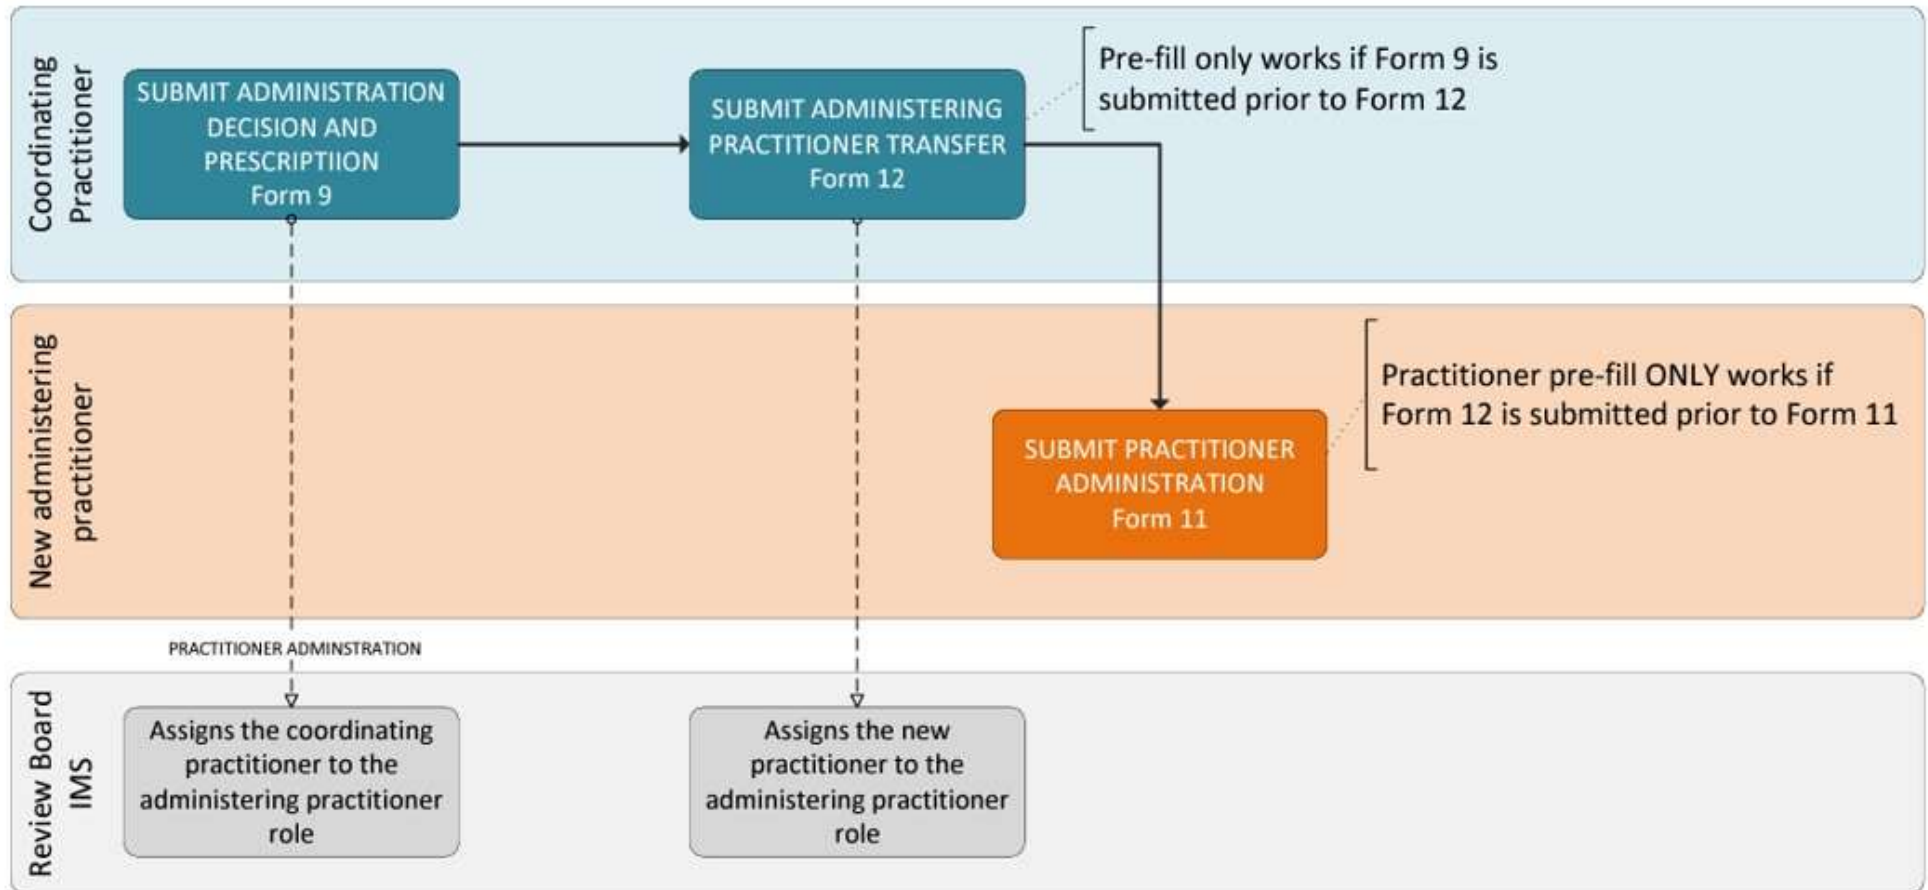 Coordinating
Practitioner
SUBMIT ADMINISTRATION
DECISION AND
PRESCRIPTIION
Form 9
SUBMIT ADMINISTERING
PRACTITIONER TRANSFER
Form 12
Pre-fill only works if Form 9 is
submitted prior to Form 12
New administering
practitioner
SUBMIT PRACTITIONER
ADMINISTRATION
Form 11
Practitioner pre-fill ONLY works if
Form 12 is submitted prior to Form 11
PRACTITIONER ADMINSTRATION
Review Board
IMS
Assigns the coordinating
practitioner to the
administering practitioner
role
Assigns the new
practitioner to the
administering practitioner
role